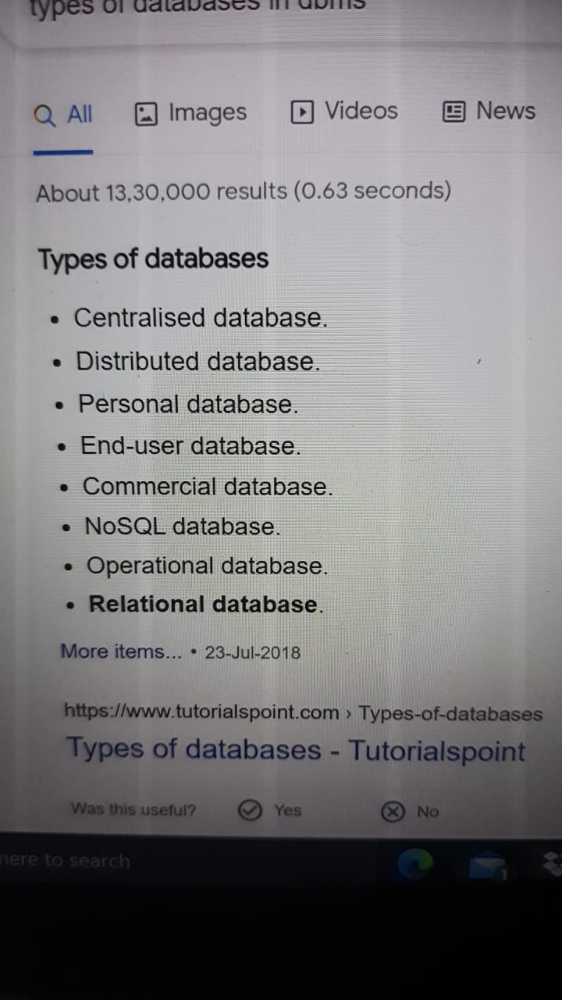 types of databases in dbms
All Images Videos News
About 13,30,000 results (0.63 seconds)
Types of databases
• Centralised database.
• Distributed database.
• Personal database.
• End-user database.
• Commercial database.
• NoSQL database.
• Operational database.
• Relational database.
More items... • 23-Jul-2018
https://www.tutorialspoint.com › Types-of-databases
Types of databases - Tutorialspoint
Was this useful? Yes No
here to search
1